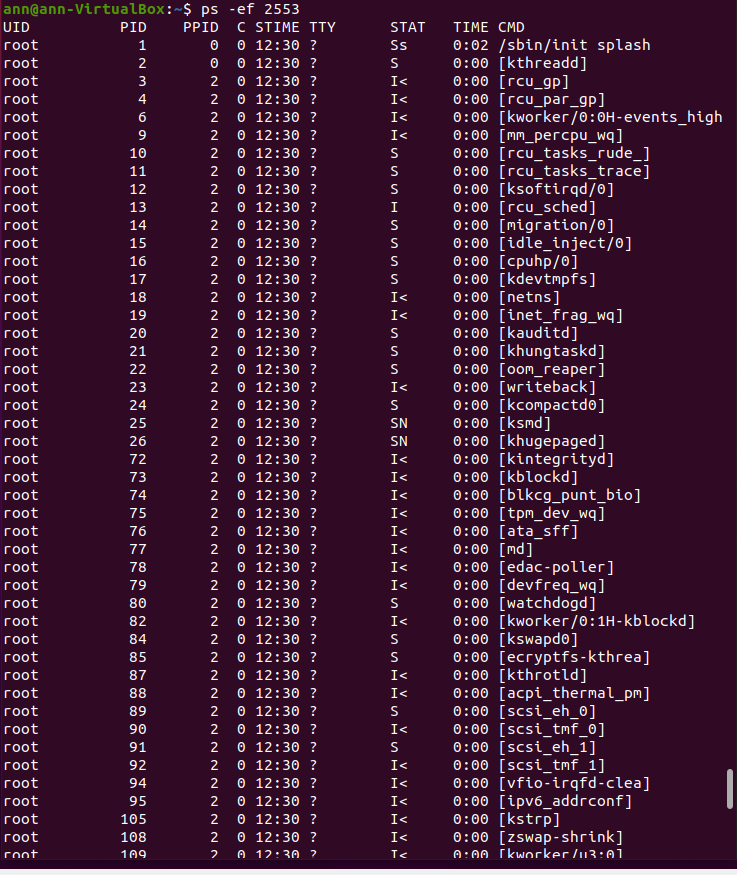 ann@ann-VirtualBox:~$ ps -ef 2553
UID          PID    PPID  C STIME TTY      STAT   TIME CMD
root           1       0  0 12:30 ?        Ss     0:02 /sbin/init splash
root           2       0  0 12:30 ?        S      0:00 [kthreadd]
root           3       2  0 12:30 ?        I<     0:00 [rcu_gp]
root           4       2  0 12:30 ?        I<     0:00 [rcu_par_gp]
root           6       2  0 12:30 ?        I<     0:00 [kworker/0:0H-events_high
root           9       2  0 12:30 ?        I<     0:00 [mm_percpu_wq]
root          10       2  0 12:30 ?        S      0:00 [rcu_tasks_rude_]
root          11       2  0 12:30 ?        S      0:00 [rcu_tasks_trace]
root          12       2  0 12:30 ?        S      0:00 [ksoftirqd/0]
root          13       2  0 12:30 ?        I      0:00 [rcu_sched]
root          14       2  0 12:30 ?        S      0:00 [migration/0]
root          15       2  0 12:30 ?        S      0:00 [idle_inject/0]
root          16       2  0 12:30 ?        S      0:00 [cpuhp/0]
root          17       2  0 12:30 ?        S      0:00 [kdevtmpfs]
root          18       2  0 12:30 ?        I<     0:00 [netns]
root          19       2  0 12:30 ?        I<     0:00 [inet_frag_wq]
root          20       2  0 12:30 ?        S      0:00 [kauditd]
root          21       2  0 12:30 ?        S      0:00 [khungtaskd]
root          22       2  0 12:30 ?        S      0:00 [oom_reaper]
root          23       2  0 12:30 ?        I<     0:00 [writeback]
root          24       2  0 12:30 ?        S      0:00 [kcompactd0]
root          25       2  0 12:30 ?        SN     0:00 [ksmd]
root          26       2  0 12:30 ?        SN     0:00 [khugepaged]
root          72       2  0 12:30 ?        I<     0:00 [kintegrityd]
root          73       2  0 12:30 ?        I<     0:00 [kblockd]
root          74       2  0 12:30 ?        I<     0:00 [blkcg_punt_bio]
root          75       2  0 12:30 ?        I<     0:00 [tpm_dev_wq]
root          76       2  0 12:30 ?        I<     0:00 [ata_sff]
root          77       2  0 12:30 ?        I<     0:00 [md]
root          78       2  0 12:30 ?        I<     0:00 [edac-poller]
root          79       2  0 12:30 ?        I<     0:00 [devfreq_wq]
root          80       2  0 12:30 ?        S      0:00 [watchdogd]
root          82       2  0 12:30 ?        I<     0:00 [kworker/0:1H-kblockd]
root          84       2  0 12:30 ?        S      0:00 [kswapd0]
root          85       2  0 12:30 ?        S      0:00 [ecryptfs-kthrea]
root          87       2  0 12:30 ?        I<     0:00 [kthrotld]
root          88       2  0 12:30 ?        I<     0:00 [acpi_thermal_pm]
root          89       2  0 12:30 ?        S      0:00 [scsi_eh_0]
root          90       2  0 12:30 ?        I<     0:00 [scsi_tmf_0]
root          91       2  0 12:30 ?        S      0:00 [scsi_eh_1]
root          92       2  0 12:30 ?        I<     0:00 [scsi_tmf_1]
root          94       2  0 12:30 ?        I<     0:00 [vfio-irqfd-clea]
root          95       2  0 12:30 ?        I<     0:00 [ipv6_addrconf]
root         105       2  0 12:30 ?        I<     0:00 [kstrp]
root         108       2  0 12:30 ?        I<     0:00 [zswap-shrink]
root         109       2  0 12:30 ?        I<     0:00 [kworker/u3:0]